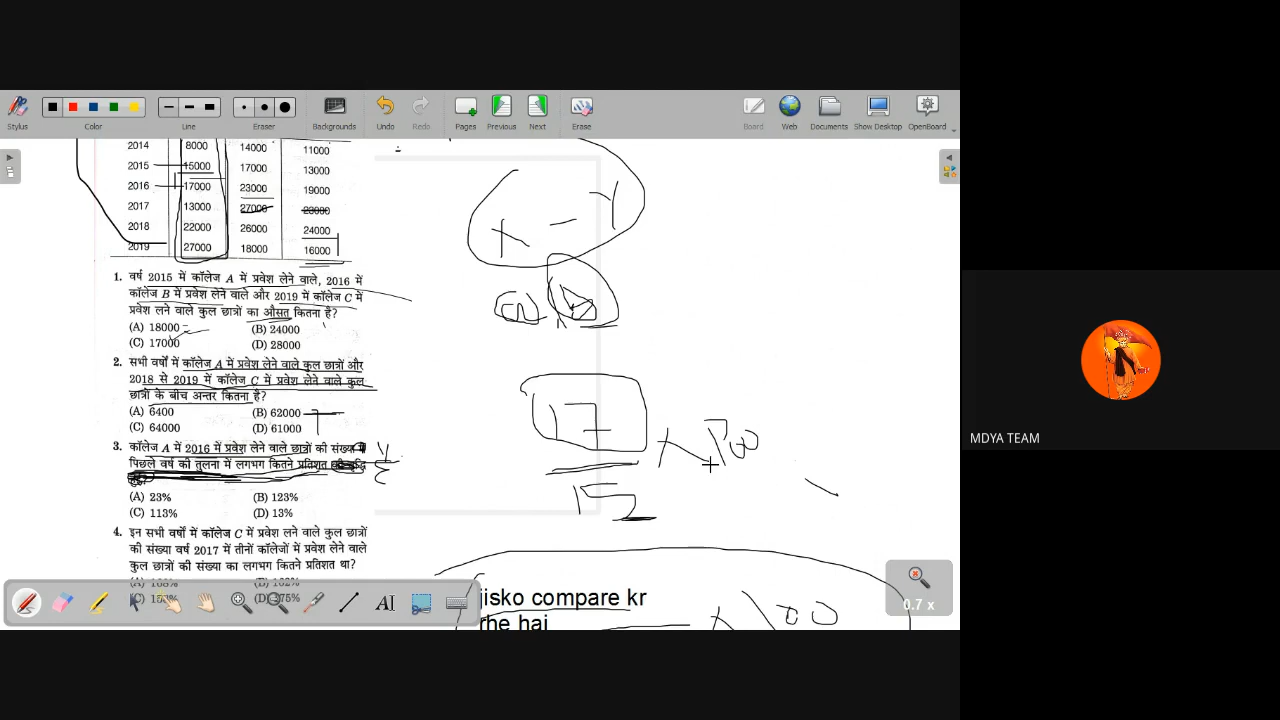 Stylus
Color
Line
Eraser
Backgrounds
Undo
Redo
Pages
Previous
Next
Erase
Board
Web
Documents
Show Desktop
OpenBoard
2014 8000 14000 11000
2015 15000 17000 13000
2016 17000 23000 19000
2017 13000 27000 23000
2018 22000 26000 24000
2019 27000 18000 16000
1. वर्ष 2015 में कॉलेज A में प्रवेश लेने वाले, 2016 में
कॉलेज B में प्रवेश लेने वाले और 2019 में कॉलेज C में
प्रवेश लेने वाले कुल छात्रों का औसत कितना है?
(A) 18000 (B) 24000
(C) 17000 (D) 28000
2. सभी वर्षों में कॉलेज A में प्रवेश लेने वाले कुल छात्रों और
2018 से 2019 में कॉलेज C में प्रवेश लेने वाले कुल
छात्रों के बीच अन्तर कितना है?
(A) 6400 (B) 62000
(C) 64000 (D) 61000
3. कॉलेज A में 2016 में प्रवेश लेने वाले छात्रों की संख्या
पिछले वर्ष की तुलना में लगभग कितने प्रतिशत
(A) 23% (B) 123%
(C) 113% (D) 13%
4. इन सभी वर्षों में कॉलेज C में प्रवेश लेने वाले कुल छात्रों
की संख्या वर्ष 2017 में तीनों कॉलेजों में प्रवेश लेने वाले
कुल छात्रों की संख्या का लगभग कितने प्रतिशत था?
X - Y
17
15
X 100
jisko compare kr
rhe hai
X 100
0.7 x
MDYA TEAM